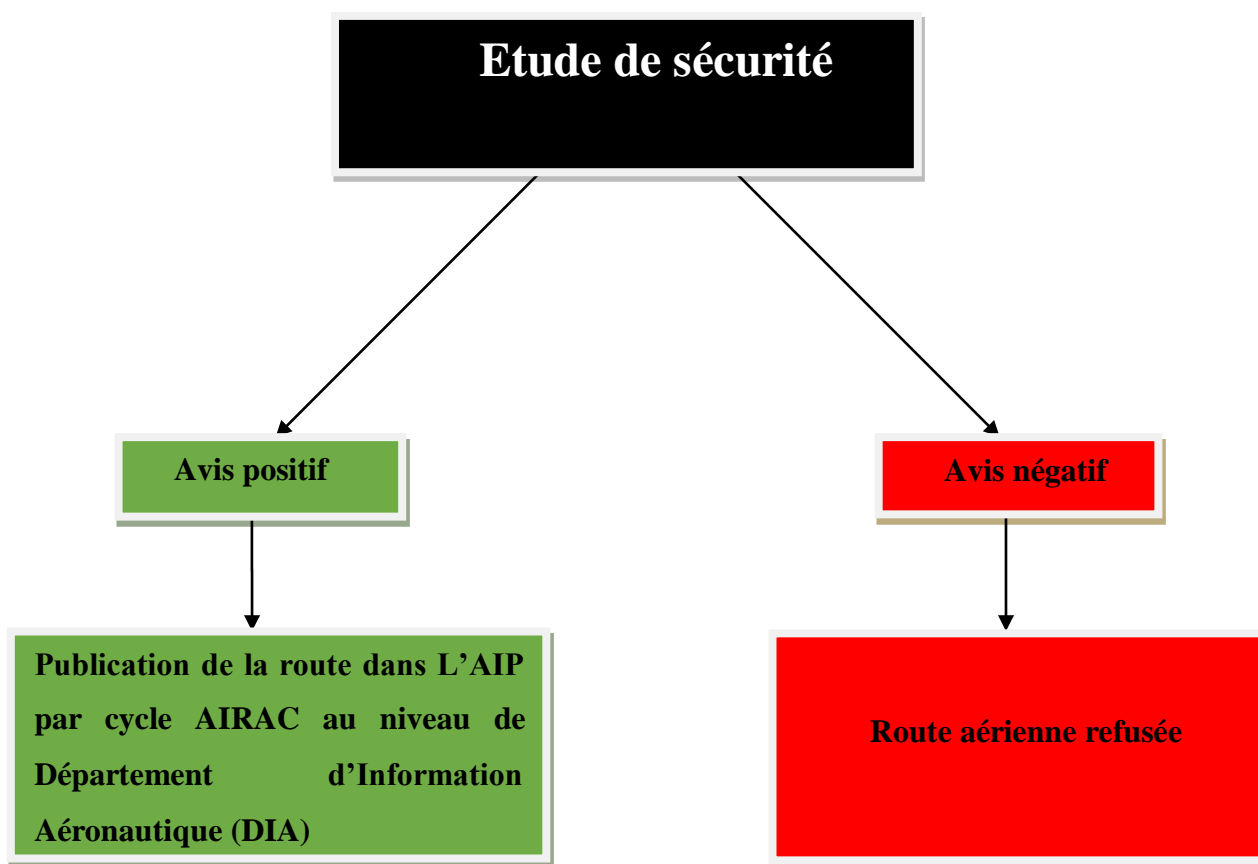 Etude de sécurité
Avis positif
Avis négatif
Publication de la route dans L’AIP
par cycle AIRAC au niveau de
Département d’Information
Aéronautique (DIA)
Route aérienne refusée